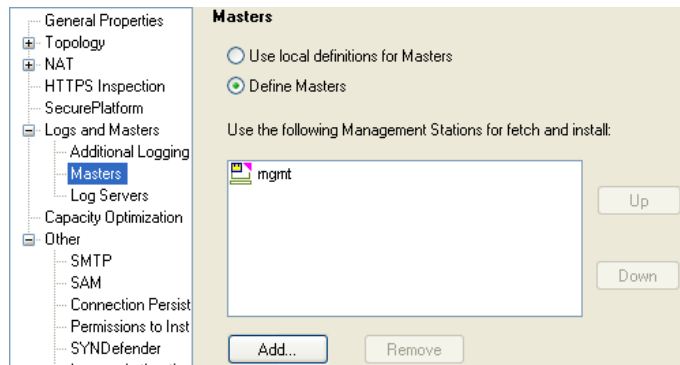 General Properties
Topology
NAT
HTTPS Inspection
SecurePlatform
Logs and Masters
Additional Logging
Masters
Log Servers
Capacity Optimization
Other
SMTP
SAM
Connection Persist
Permissions to Inst
SYNDefender
Masters
Use local definitions for Masters
Define Masters
Use the following Management Stations for fetch and install:
mgmt
Up
Down
Add...
Remove